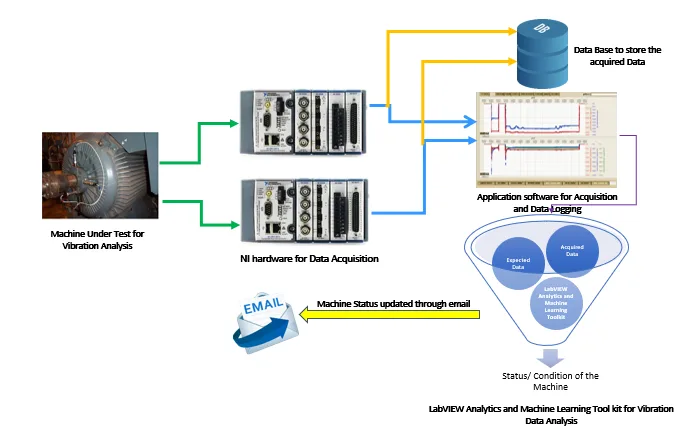 DB
Data Base to store the
acquired Data
Machine Under Test for
Vibration Analysis
NI hardware for Data Acquisition
Application software for Acquisition
and Data Logging
Expected
Data
Acquired
Data
LabVIEW
Analytics and
Machine
Learning
Toolkit
EMAIL
Machine Status updated through email
Status/ Condition of the
Machine
LabVIEW Analytics and Machine Learning Tool kit for Vibration
Data Analysis